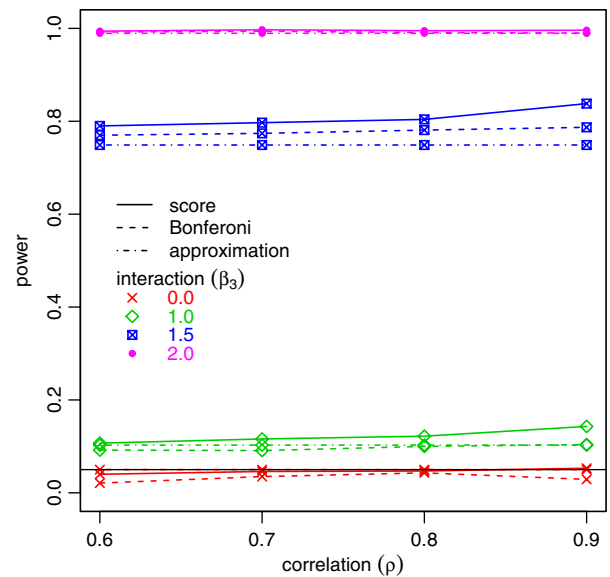 1.0
0.8
0.6
0.4
0.2
0.0
power
score
Bonferoni
approximation
interaction (β₃)
0.0
1.0
1.5
2.0
0.6 0.7 0.8 0.9
correlation (ρ)